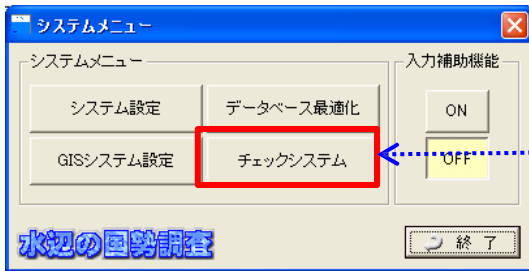 システムメニュー
システムメニュー
入力補助機能
システム設定
データベース最適化
ON
GISシステム設定
チェックシステム
OFF
水辺の国勢調査
終 了